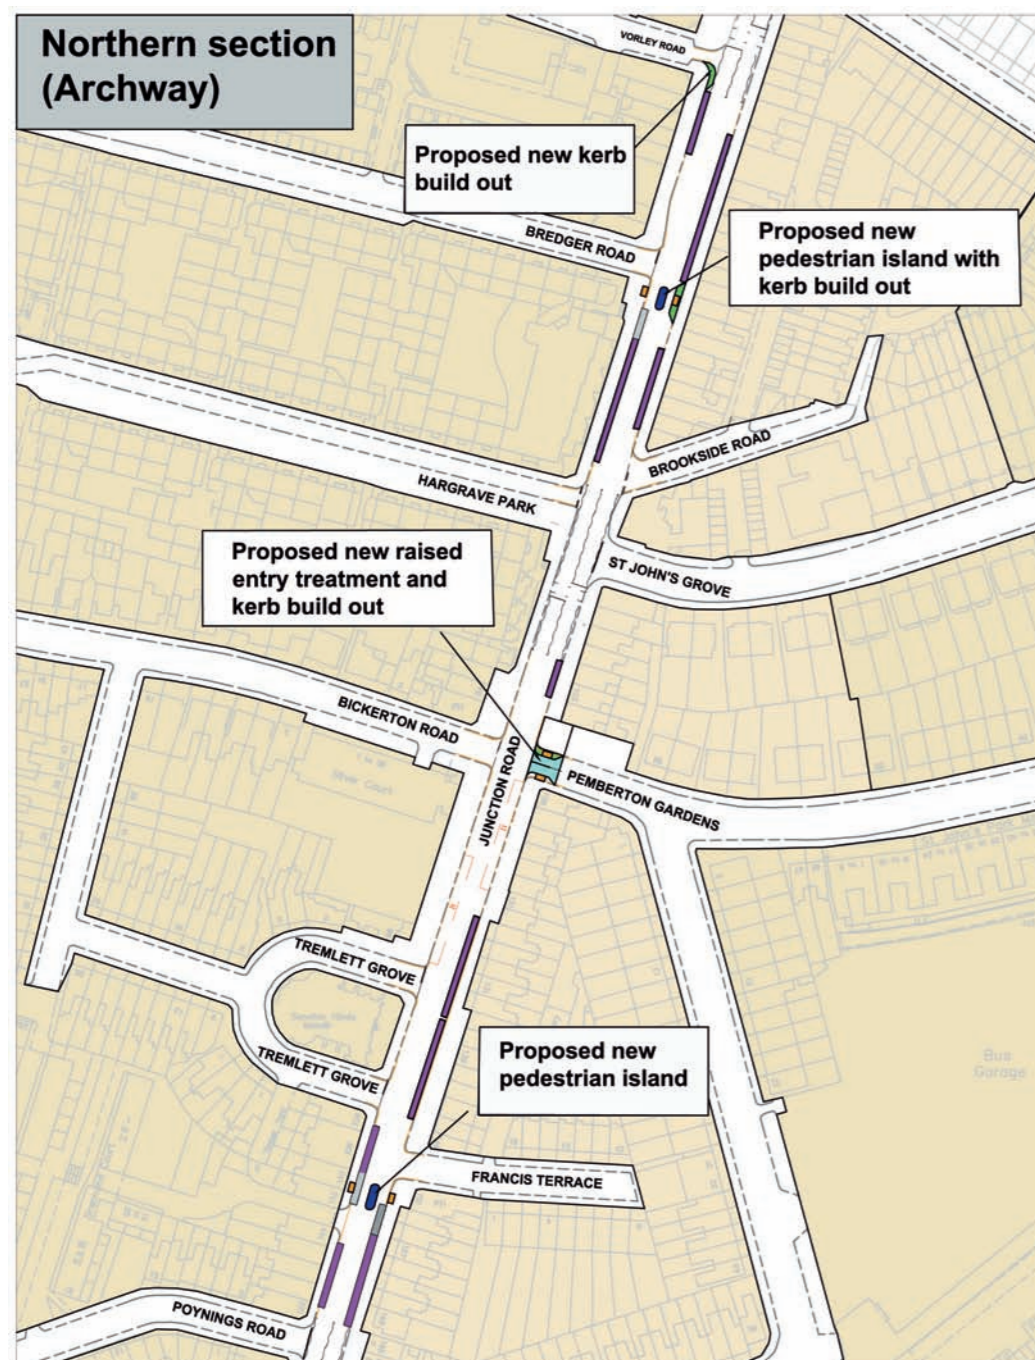 Northern section
(Archway)
VORLEY ROAD
Proposed new kerb
build out
BREDGER ROAD
Proposed new
pedestrian island with
kerb build out
BROOKSIDE ROAD
HARGRAVE PARK
Proposed new raised
entry treatment and
kerb build out
ST JOHN'S GROVE
BICKERTON ROAD
JUNCTION ROAD
PEMBERTON GARDENS
TREMLETT GROVE
TREMLETT GROVE
Proposed new
pedestrian island
Bus
Garage
FRANCIS TERRACE
POYNINGS ROAD